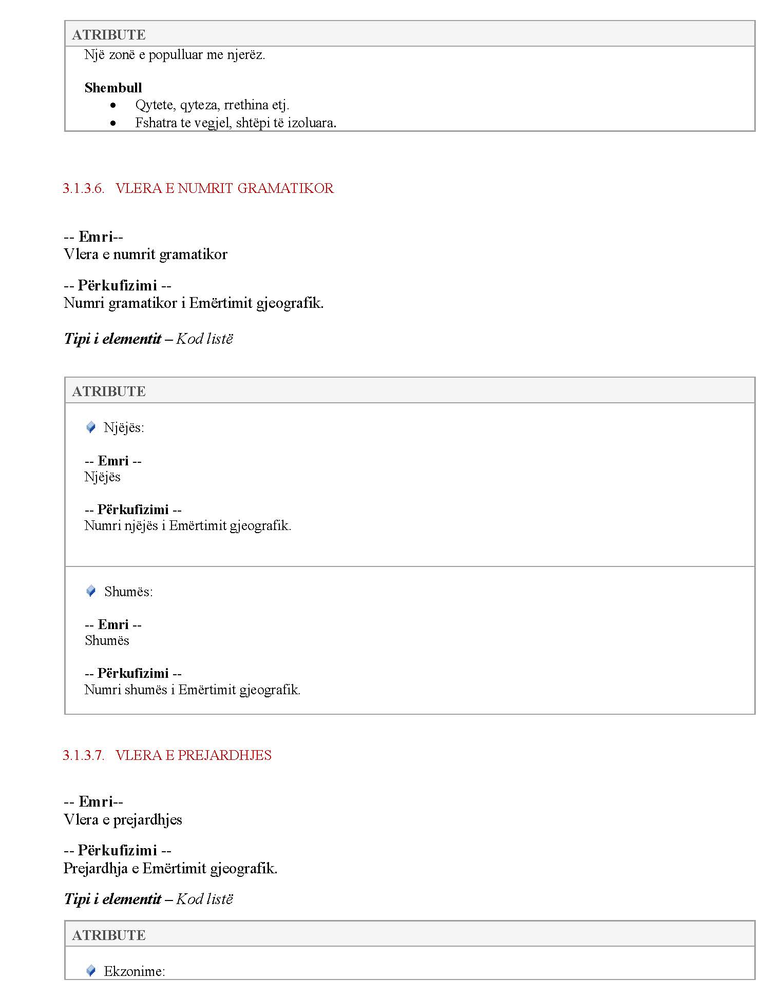 ATRIBUTE
Një zonë e populluar me njerëz.
Shembull
• Qytete, qyteza, rrethina etj.
• Fshatra te vegjel, shtëpi të izoluara.
3.1.3.6. VLERA E NUMRIT GRAMATIKOR
-- Emri--
Vlera e numrit gramatikor
-- Përkufizimi --
Numri gramatikor i Emërtimit gjeografik.
Tipi i elementit – Kod listë
ATRIBUTE
Njëjës:
-- Emri --
Njëjës
-- Përkufizimi --
Numri njëjës i Emërtimit gjeografik.
Shumës:
-- Emri --
Shumës
-- Përkufizimi --
Numri shumës i Emërtimit gjeografik.
3.1.3.7. VLERA E PREJARDHJES
-- Emri--
Vlera e prejardhjes
-- Përkufizimi --
Prejardhja e Emërtimit gjeografik.
Tipi i elementit – Kod listë
ATRIBUTE
Ekzonime: